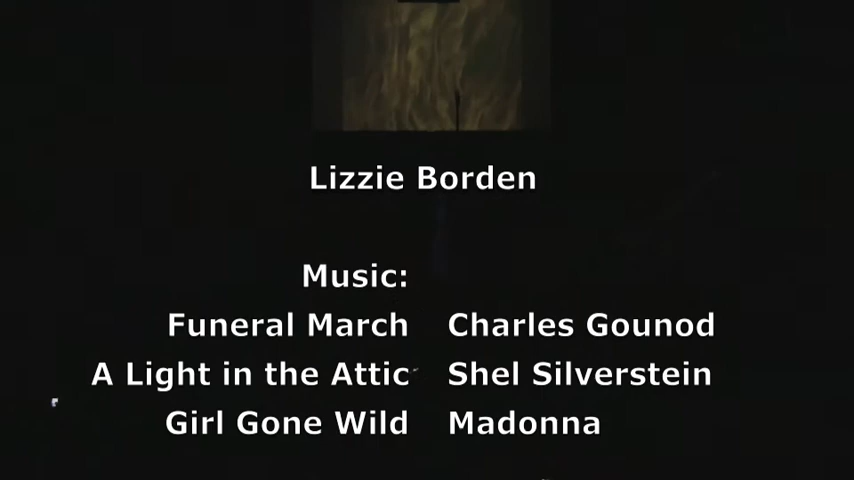 Lizzie Borden
Music:
Funeral March Charles Gounod
A Light in the Attic Shel Silverstein
Girl Gone Wild Madonna